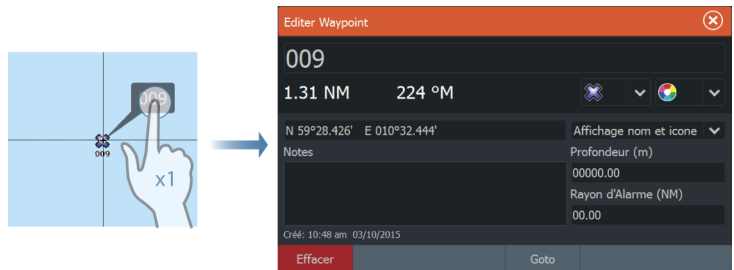 009
009
x1
Editer Waypoint
009
1.31 NM 224 °M
N 59°28.426' E 010°32.444'
Affichage nom et icone
Notes
Profondeur (m)
00000.00
Rayon d'Alarme (NM)
00.00
Créé: 10:48 am 03/10/2015
Effacer
Goto